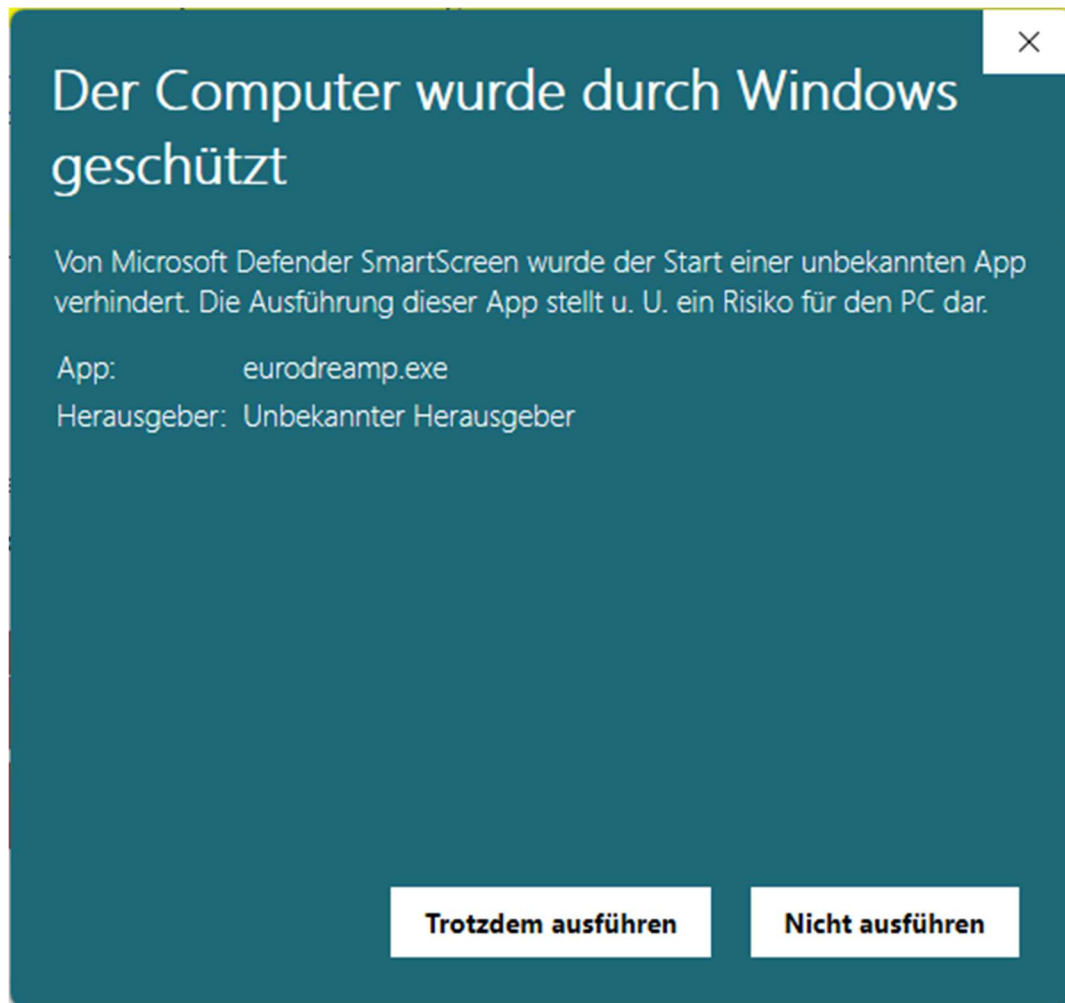 Der Computer wurde durch Windows
geschützt
Von Microsoft Defender SmartScreen wurde der Start einer unbekannten App
verhindert. Die Ausführung dieser App stellt u. U. ein Risiko für den PC dar.
App: eurodreamp.exe
Herausgeber: Unbekannter Herausgeber
Trotzdem ausführen Nicht ausführen